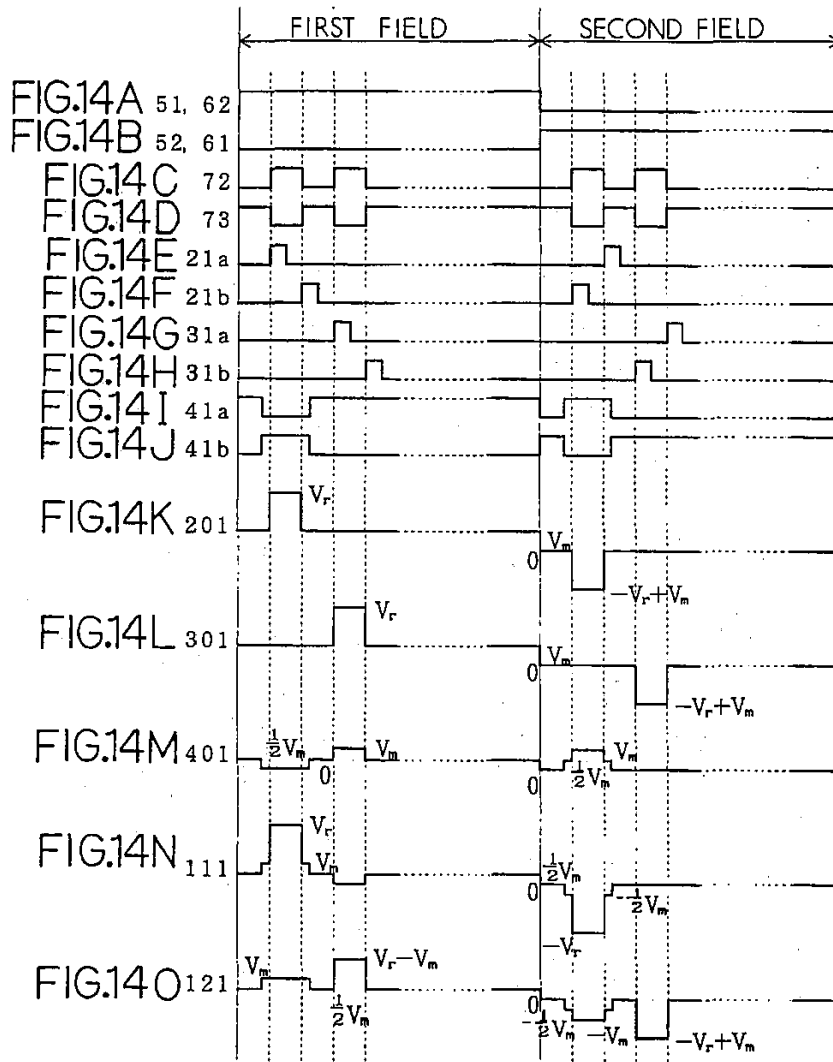 FIRST FIELD SECOND FIELD
FIG.14A 51, 62
FIG.14B 52, 61
FIG.14C 72
FIG.14D 73
FIG.14E 21a
FIG.14F 21b
FIG.14G 31a
FIG.14H 31b
FIG.14I 41a
FIG.14J 41b
FIG.14K 201 Vr 0 Vm -Vr+Vm
FIG.14L 301 Vr 0 Vm -Vr+Vm
FIG.14M 401 1/2Vm 0 Vm 0 1/2Vm Vm
FIG.14N 111 Vr Vm 0 1/2Vm -Vr -1/2Vm
FIG.14O 121 Vm 1/2Vm Vr-Vm 0 -1/2Vm -Vm -Vr+Vm